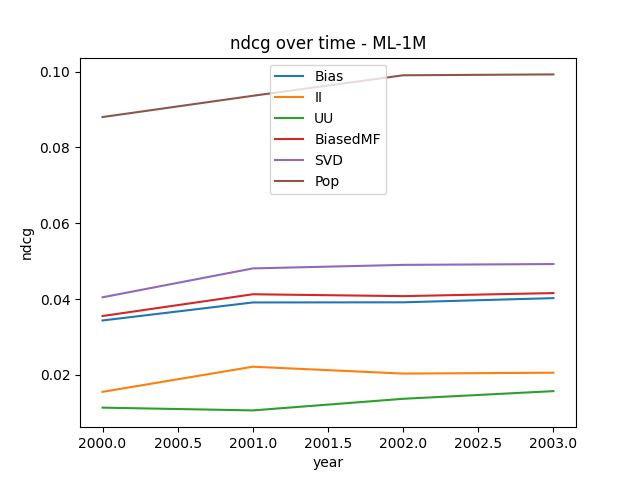 ndcg over time - ML-1M
ndcg
0.10
0.08
0.06
0.04
0.02
Bias
II
UU
BiasedMF
SVD
Pop
2000.0 2000.5 2001.0 2001.5 2002.0 2002.5 2003.0
year